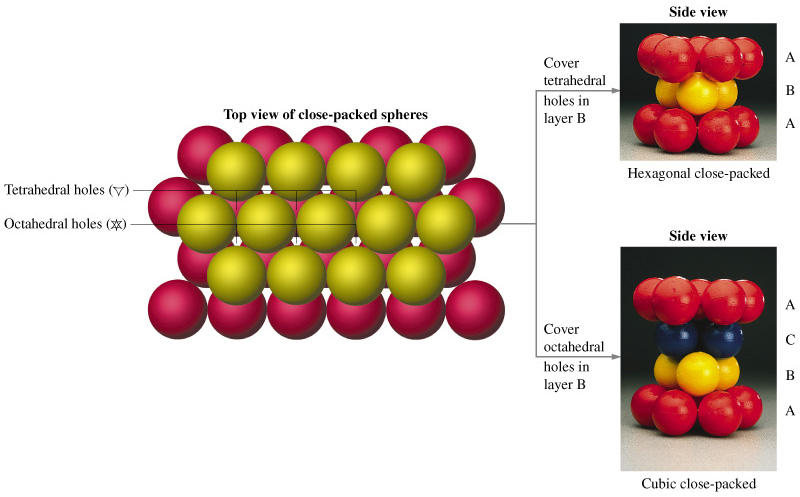 Top view of close-packed spheres
Tetrahedral holes (▽)
Octahedral holes (✡)
Cover
tetrahedral
holes in
layer B
Side view
A
B
A
Hexagonal close-packed
Cover
octahedral
holes in
layer B
Side view
A
C
B
A
Cubic close-packed